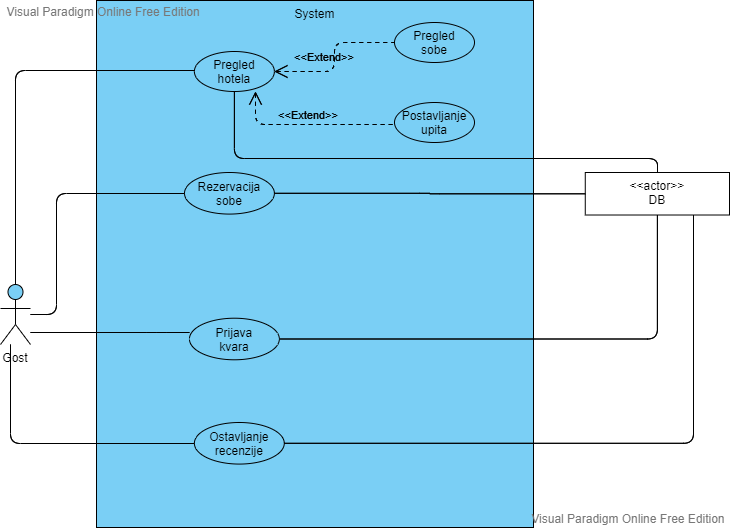 Visual Paradigm Online Free Edition
System
Pregled
sobe
<<Extend>>
Pregled
hotela
<<Extend>>
Postavljanje
upita
Rezervacija
sobe
<<actor>>
DB
Gost
Prijava
kvara
Ostavljanje
recenzije
Visual Paradigm Online Free Edition